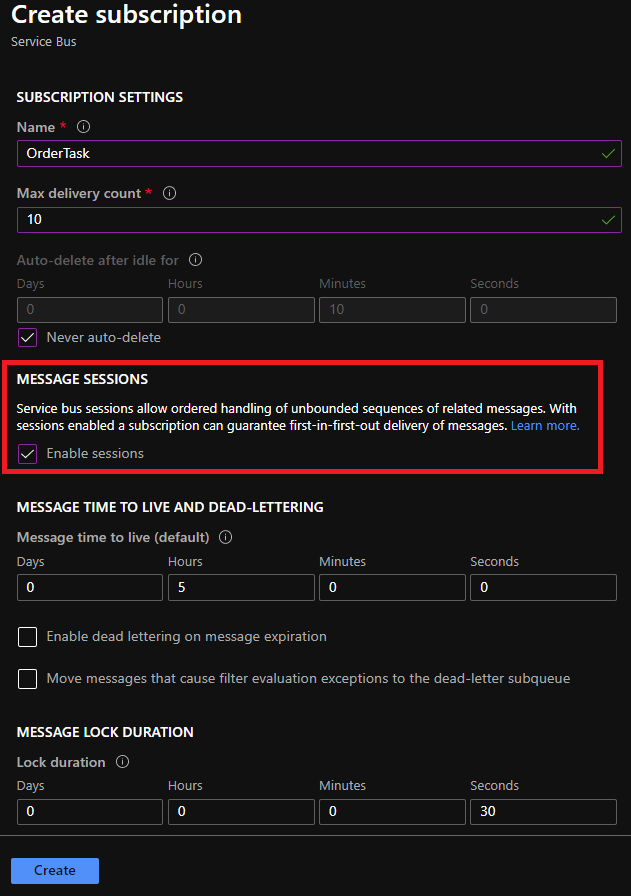 Create subscription
Service Bus
SUBSCRIPTION SETTINGS
Name *
OrderTask
Max delivery count *
10
Auto-delete after idle for
Days Hours Minutes Seconds
0 0 10 0
Never auto-delete
MESSAGE SESSIONS
Service bus sessions allow ordered handling of unbounded sequences of related messages. With
sessions enabled a subscription can guarantee first-in-first-out delivery of messages. Learn more.
Enable sessions
MESSAGE TIME TO LIVE AND DEAD-LETTERING
Message time to live (default)
Days Hours Minutes Seconds
0 5 0 0
Enable dead lettering on message expiration
Move messages that cause filter evaluation exceptions to the dead-letter subqueue
MESSAGE LOCK DURATION
Lock duration
Days Hours Minutes Seconds
0 0 0 30
Create